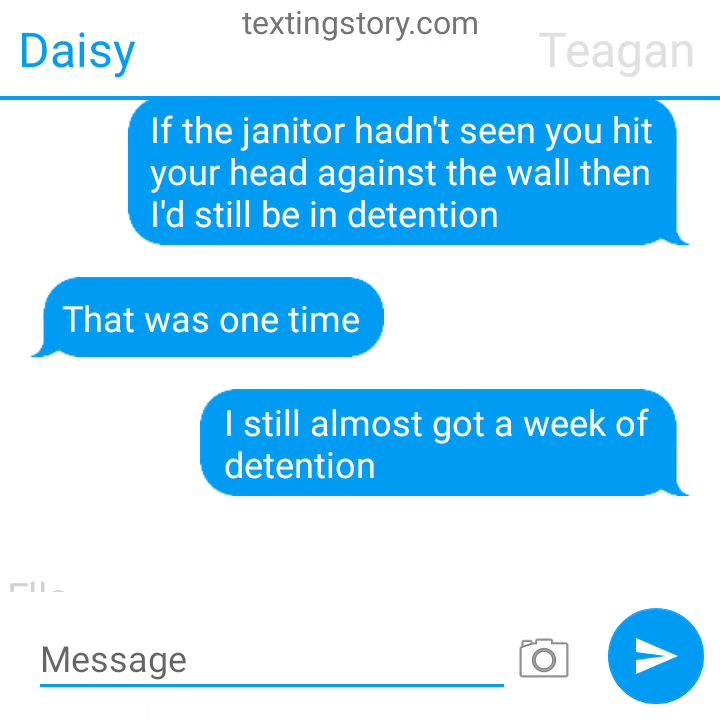 textingstory.com
Daisy
Teagan
If the janitor hadn't seen you hit
your head against the wall then
I'd still be in detention
That was one time
I still almost got a week of
detention
Message